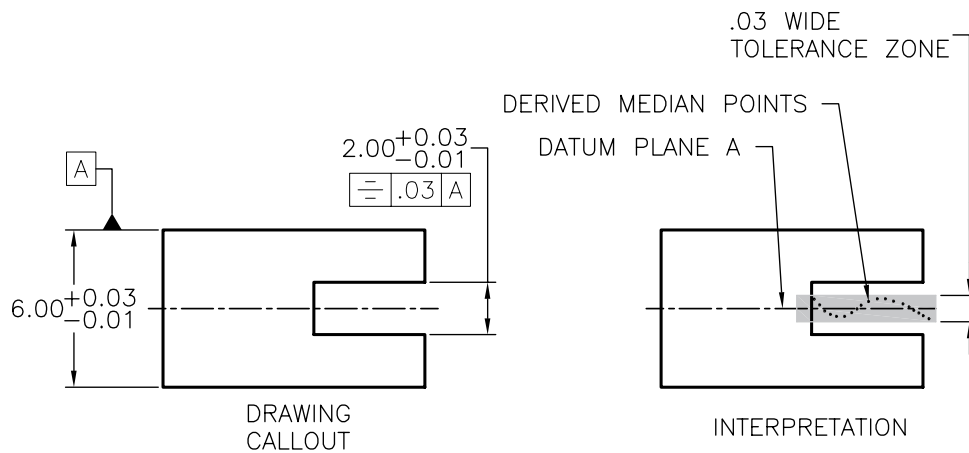 .03 WIDE
TOLERANCE ZONE
DERIVED MEDIAN POINTS
DATUM PLANE A
2.00 +0.03
-0.01
⌯ .03 A
A
6.00 +0.03
-0.01
DRAWING
CALLOUT
INTERPRETATION